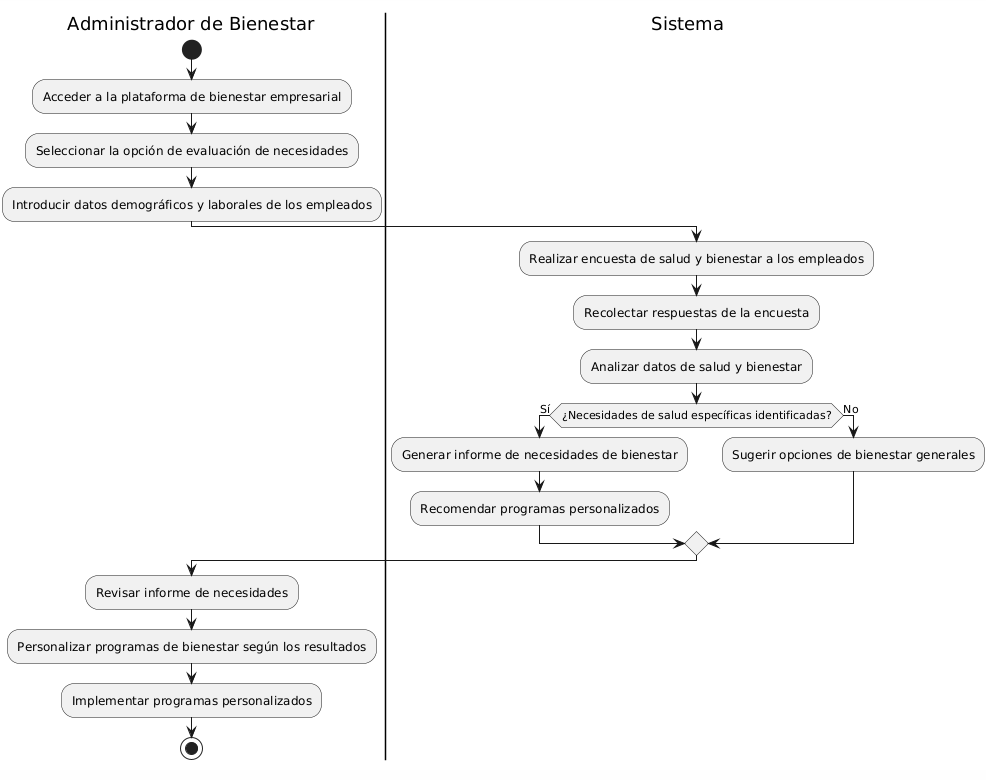 Administrador de Bienestar
Sistema
Acceder a la plataforma de bienestar empresarial
Seleccionar la opción de evaluación de necesidades
Introducir datos demográficos y laborales de los empleados
Realizar encuesta de salud y bienestar a los empleados
Recolectar respuestas de la encuesta
Analizar datos de salud y bienestar
Sí
¿Necesidades de salud específicas identificadas?
No
Generar informe de necesidades de bienestar
Sugerir opciones de bienestar generales
Recomendar programas personalizados
Revisar informe de necesidades
Personalizar programas de bienestar según los resultados
Implementar programas personalizados